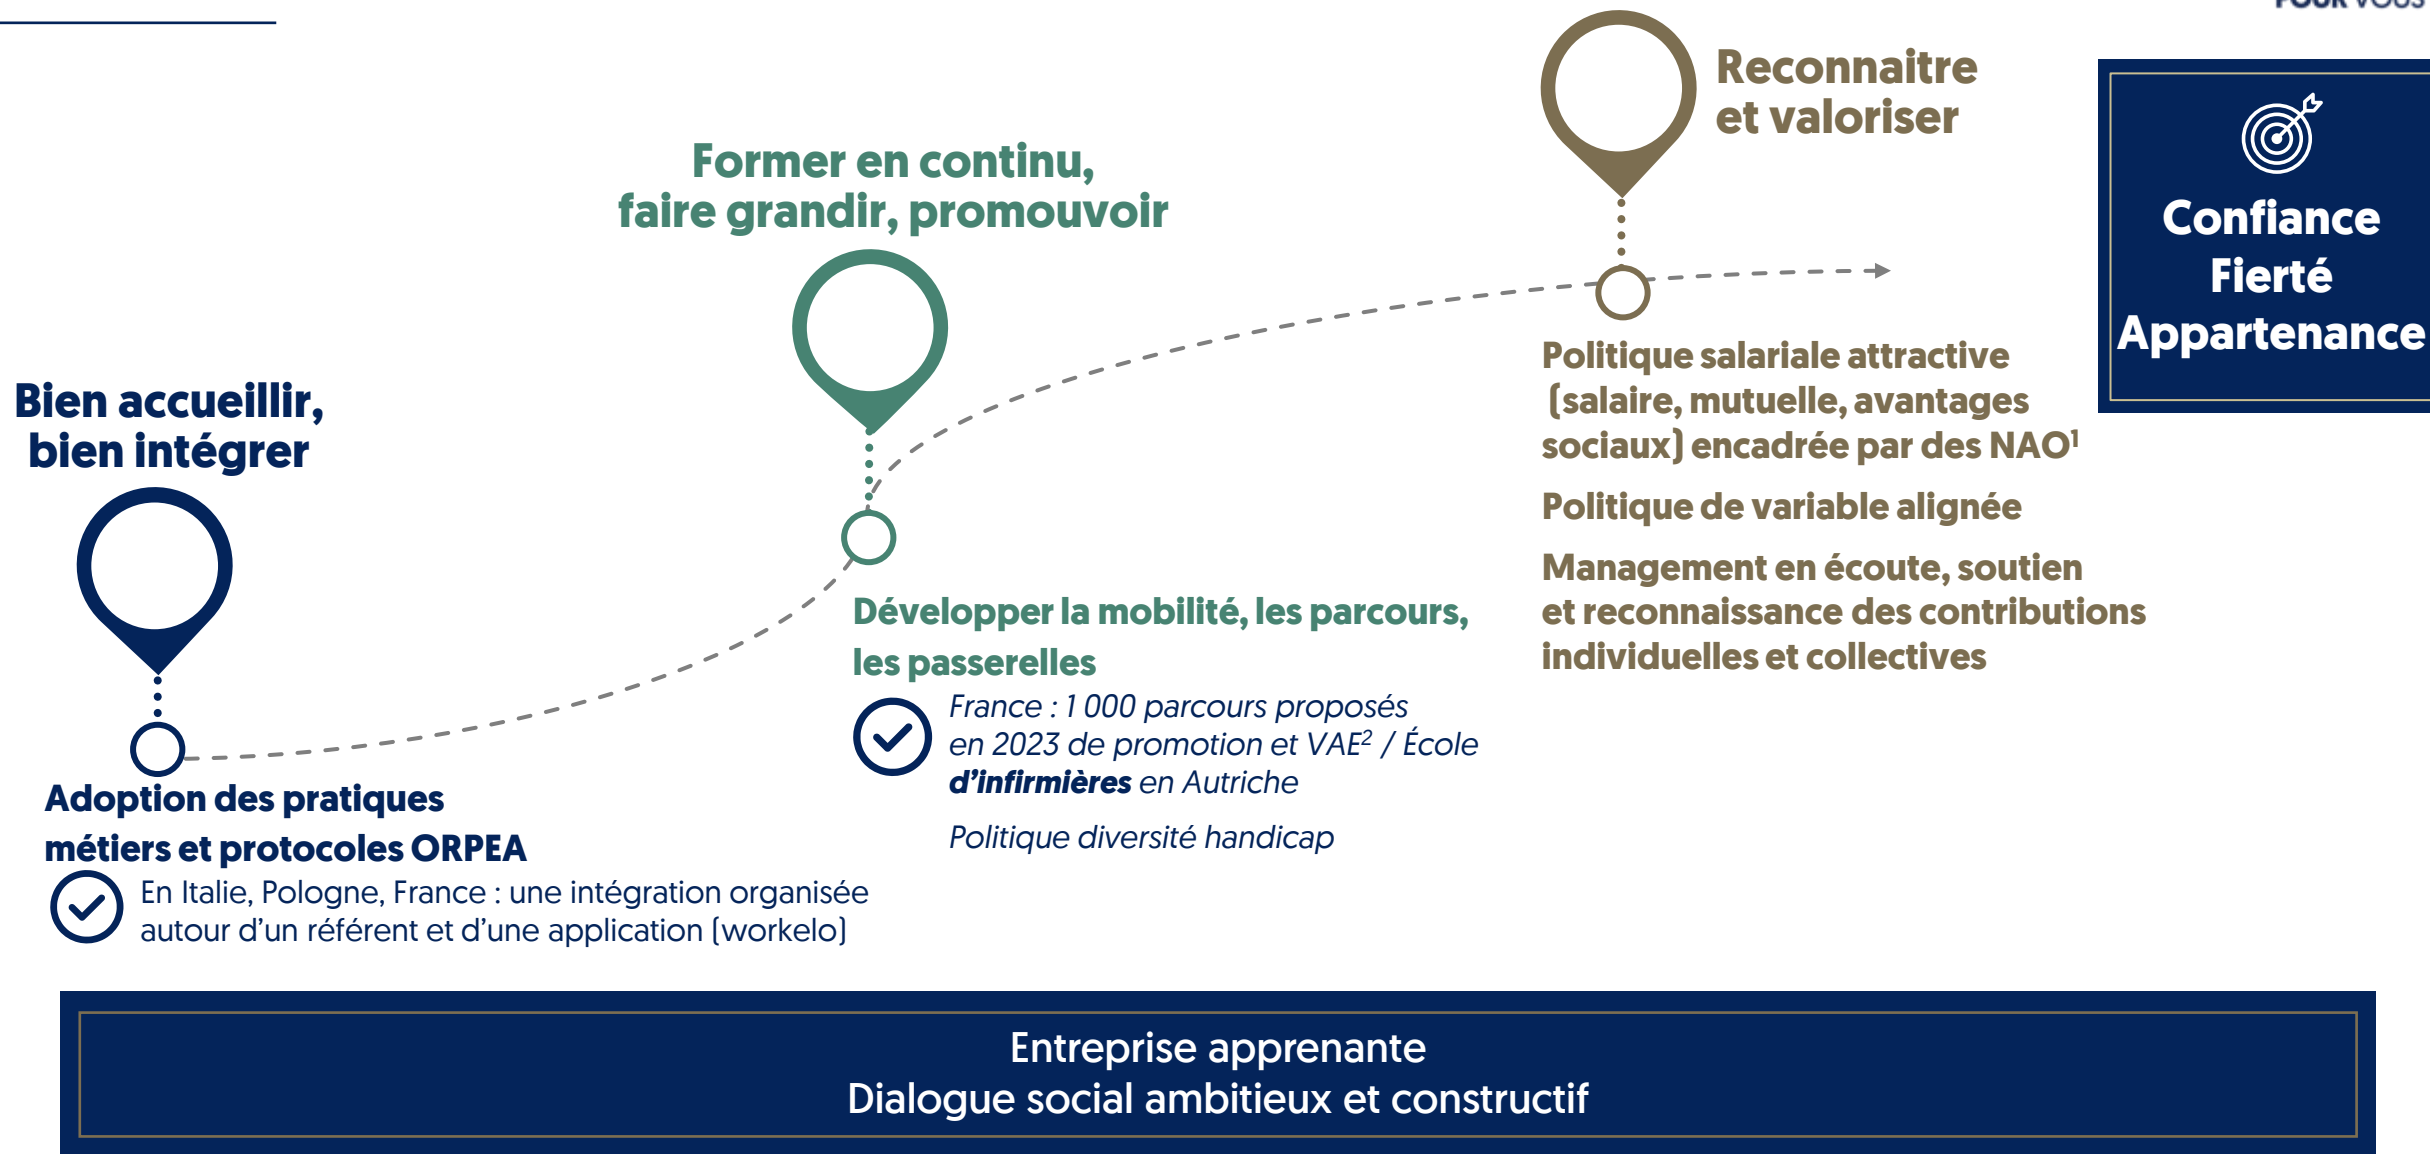 POUR VOUS
Reconnaitre
et valoriser
Confiance
Fierté
Appartenance
Former en continu,
faire grandir, promouvoir
Bien accueillir,
bien intégrer
Politique salariale attractive
(salaire, mutuelle, avantages
sociaux) encadrée par des NAO¹
Politique de variable alignée
Management en écoute, soutien
et reconnaissance des contributions
individuelles et collectives
Développer la mobilité, les parcours,
les passerelles
France : 1 000 parcours proposés
en 2023 de promotion et VAE² / École
d’infirmières en Autriche
Politique diversité handicap
Adoption des pratiques
métiers et protocoles ORPEA
En Italie, Pologne, France : une intégration organisée
autour d’un référent et d’une application (workelo)
Entreprise apprenante
Dialogue social ambitieux et constructif